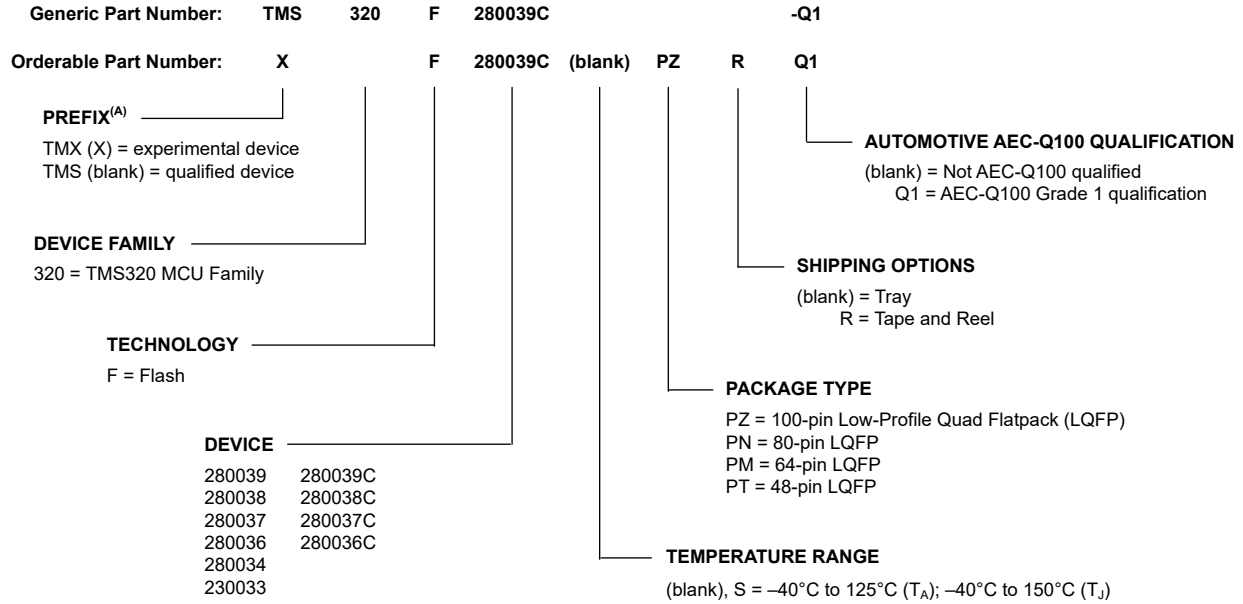 Generic Part Number: TMS 320 F 280039C -Q1
Orderable Part Number: X F 280039C (blank) PZ R Q1
PREFIX(A)
TMX (X) = experimental device
TMS (blank) = qualified device
AUTOMOTIVE AEC-Q100 QUALIFICATION
(blank) = Not AEC-Q100 qualified
Q1 = AEC-Q100 Grade 1 qualification
DEVICE FAMILY
320 = TMS320 MCU Family
SHIPPING OPTIONS
(blank) = Tray
R = Tape and Reel
TECHNOLOGY
F = Flash
PACKAGE TYPE
PZ = 100-pin Low-Profile Quad Flatpack (LQFP)
PN = 80-pin LQFP
PM = 64-pin LQFP
PT = 48-pin LQFP
DEVICE
280039 280039C
280038 280038C
280037 280037C
280036 280036C
280034
230033
TEMPERATURE RANGE
(blank), S = –40°C to 125°C (TA); –40°C to 150°C (TJ)